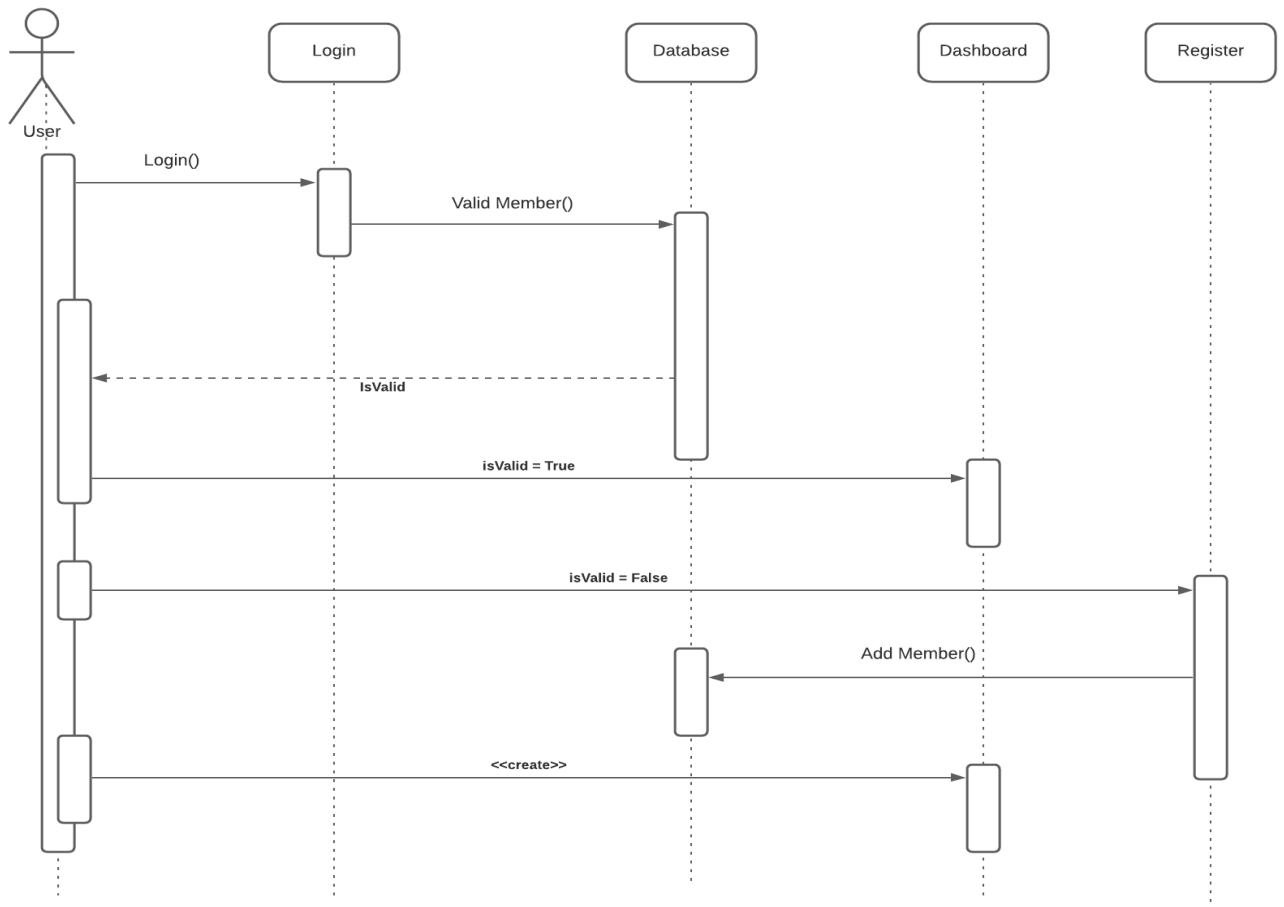 Login
Database
Dashboard
Register
User
Login()
Valid Member()
IsValid
isValid = True
isValid = False
Add Member()
<<create>>